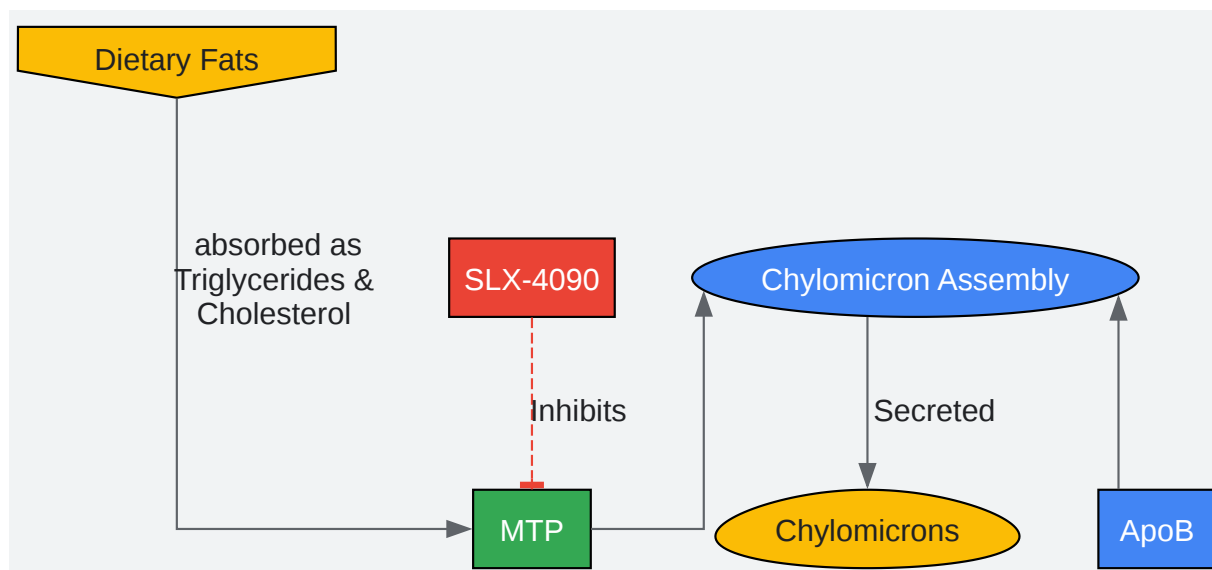 Dietary Fats
absorbed as
Triglycerides &
Cholesterol
SLX-4090
Chylomicron Assembly
Inhibits
Secreted
MTP
Chylomicrons
ApoB